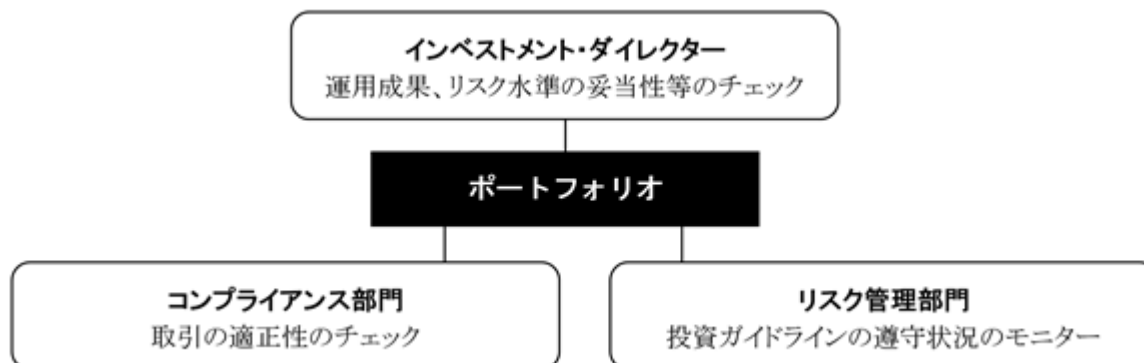 インベストメント・ダイレクター
運用成果、リスク水準の妥当性等のチェック
ポートフォリオ
コンプライアンス部門
取引の適正性のチェック
リスク管理部門
投資ガイドラインの遵守状況のモニター